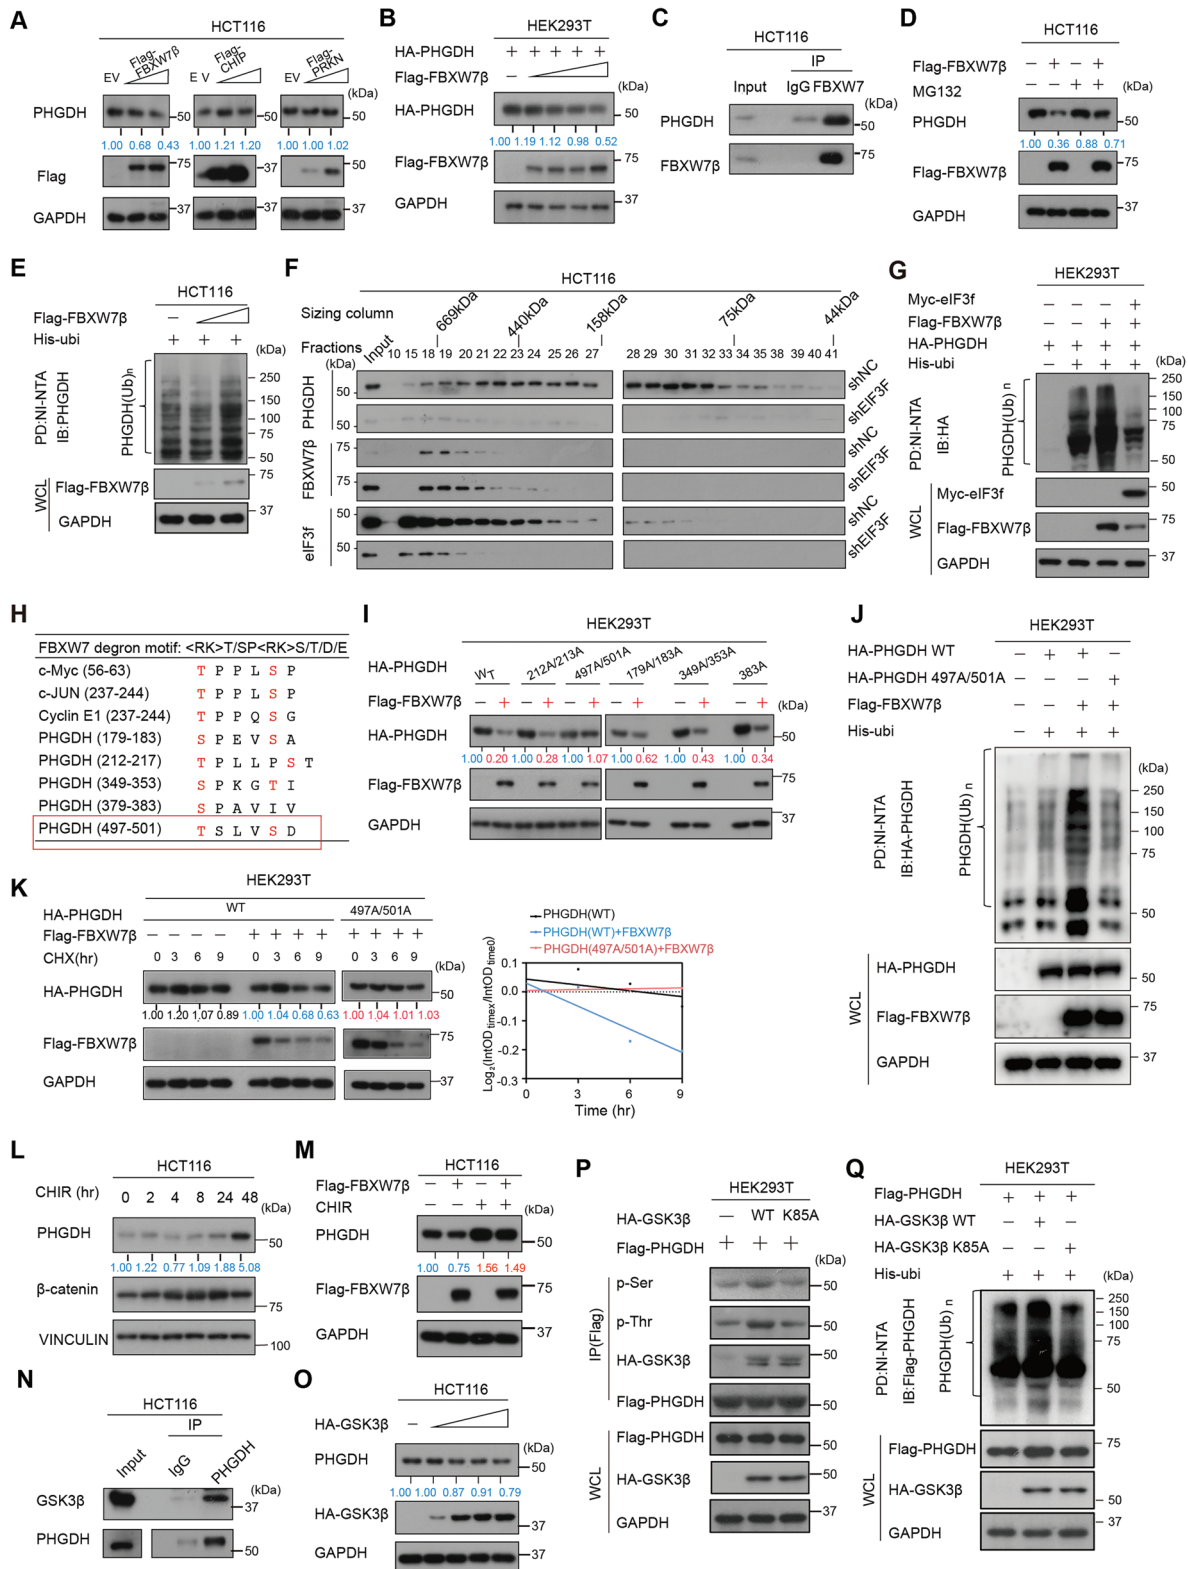 A
HCT116
Flag-FBXW7β
Flag-CHIP
Flag-PRKN
EV
E V
EV
(kDa)
PHGDH
50
50
50
1.00 0.68 0.43
1.00 1.21 1.20
1.00 1.00 1.02
Flag
75
37
50
GAPDH
37
37
37
B
HEK293T
HA-PHGDH + + + + +
Flag-FBXW7β −
(kDa)
HA-PHGDH
50
1.00 1.19 1.12 0.98 0.52
Flag-FBXW7β
75
GAPDH
37
C
HCT116
IP
Input IgG FBXW7
(kDa)
PHGDH
50
FBXW7β
75
D
HCT116
Flag-FBXW7β − + − +
MG132 − − + +
(kDa)
PHGDH
50
1.00 0.36 0.88 0.71
Flag-FBXW7β
75
GAPDH
37
E
HCT116
Flag-FBXW7β −
His-ubi + + +
(kDa)
PD:NI-NTA
IB:PHGDH
PHGDH(Ub)n
250
150
100
75
50
WCL
Flag-FBXW7β
75
GAPDH
37
F
HCT116
Sizing column
669kDa
440kDa
158kDa
75kDa
44kDa
Fractions Input 10 15 18 19 20 21 22 23 24 25 26 27 28 29 30 31 32 33 34 35 38 39 40 41
PHGDH
50
shNC
50
shEIF3F
FBXW7β
75
shNC
75
shEIF3F
eIF3f
50
shNC
50
shEIF3F
G
HEK293T
Myc-eIF3f − − − +
Flag-FBXW7β − − + +
HA-PHGDH + + + +
His-ubi − + + +
(kDa)
PD:NI-NTA
IB:HA
PHGDH(Ub) n
250
150
100
75
50
WCL
Myc-eIF3f
50
Flag-FBXW7β
75
GAPDH
37
H
FBXW7 degron motif: <RK>T/SP<RK>S/T/D/E
c-Myc (56-63) T P P L S P
c-JUN (237-244) T P P L S P
Cyclin E1 (237-244) T P P Q S G
PHGDH (179-183) S P E V S A
PHGDH (212-217) T P L L P S T
PHGDH (349-353) S P K G T I
PHGDH (379-383) S P A V I V
PHGDH (497-501) T S L V S D
I
HEK293T
HA-PHGDH WT 212A/213A 497A/501A 179A/183A 349A/353A 383A
Flag-FBXW7β − + − + − + − + − + − +
(kDa)
HA-PHGDH
50
1.00 0.20 1.00 0.28 1.00 1.07 1.00 0.62 1.00 0.43 1.00 0.34
Flag-FBXW7β
75
GAPDH
37
J
HEK293T
HA-PHGDH WT − + + −
HA-PHGDH 497A/501A − − − +
Flag-FBXW7β − − + +
His-ubi − + + +
(kDa)
PD:NI-NTA
IB:HA-PHGDH
PHGDH(Ub) n
250
150
100
75
50
WCL
HA-PHGDH
50
Flag-FBXW7β
75
GAPDH
37
K
HEK293T
HA-PHGDH WT 497A/501A
Flag-FBXW7β − − − − + + + + + + + +
CHX(hr) 0 3 6 9 0 3 6 9 0 3 6 9
(kDa)
HA-PHGDH
50
1.00 1.20 1.07 0.89 1.00 1.04 0.68 0.63 1.00 1.04 1.01 1.03
Flag-FBXW7β
75
GAPDH
37
PHGDH(WT)
PHGDH(WT)+FBXW7β
PHGDH(497A/501A)+FBXW7β
Log2(IntOD timex/IntOD time0)
0.1
0.0
-0.1
-0.2
-0.3
0 3 6 9
Time (hr)
L
HCT116
CHIR (hr) 0 2 4 8 24 48
(kDa)
PHGDH
50
1.00 1.22 0.77 1.09 1.88 5.08
β-catenin
75
VINCULIN
100
M
HCT116
Flag-FBXW7β − + − +
CHIR − − + +
(kDa)
PHGDH
50
1.00 0.75 1.56 1.49
Flag-FBXW7β
75
GAPDH
37
N
HCT116
IP
Input IgG PHGDH
(kDa)
GSK3β
37
PHGDH
50
O
HCT116
HA-GSK3β −
(kDa)
PHGDH
50
1.00 1.00 0.87 0.91 0.79
HA-GSK3β
37
GAPDH
37
P
HEK293T
HA-GSK3β − WT K85A
Flag-PHGDH + + +
(kDa)
IP(Flag)
p-Ser
50
p-Thr
50
HA-GSK3β
50
Flag-PHGDH
50
WCL
Flag-PHGDH
50
HA-GSK3β
50
GAPDH
37
Q
HEK293T
Flag-PHGDH + + +
HA-GSK3β WT − + −
HA-GSK3β K85A − − +
His-ubi + + +
(kDa)
PD:NI-NTA
IB:Flag-PHGDH
PHGDH(Ub) n
250
150
100
75
50
WCL
Flag-PHGDH
75
HA-GSK3β
50
GAPDH
37